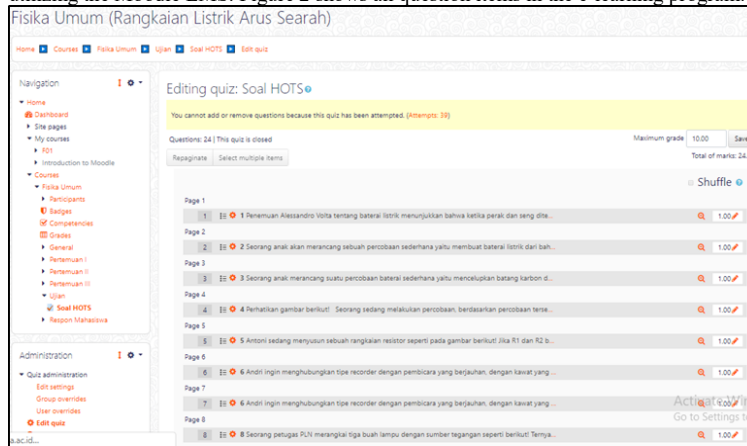 Fisika Umum (Rangkaian Listrik Arus Searah)
Home Courses Fisika Umum Ujian Soal HOTS Edit quiz
Navigation
Home
Dashboard
Site pages
My courses
F01
Introduction to Moodle
Courses
Fisika Umum
Participants
Badges
Competencies
Grades
General
Pertemuan I
Pertemuan II
Pertemuan III
Ujian
Soal HOTS
Respon Mahasiswa
Administration
Quiz administration
Edit settings
Group overrides
User overrides
Edit quiz
a.ac.id...
Editing quiz: Soal HOTS
You cannot add or remove questions because this quiz has been attempted. (Attempts: 39)
Questions: 24 | This quiz is closed
Maximum grade 10.00 Save
Repaginate Select multiple items
Total of marks: 24.
Shuffle
Page 1
1 1 Penemuan Alessandro Volta tentang baterai listrik menunjukkan bahwa ketika perak dan seng dite... 1.00
Page 2
2 2 Seorang anak akan merancang sebuah percobaan sederhana yaitu membuat baterai listrik dari bah... 1.00
Page 3
3 3 Seorang anak merancang suatu percobaan baterai sederhana yaitu mencelupkan batang karbon d... 1.00
Page 4
4 4 Perhatikan gambar berikut! Seorang sedang melakukan percobaan, berdasarkan percobaan terse... 1.00
Page 5
5 5 Antoni sedang menyusun sebuah rangkaian resistor seperti pada gambar berikut! Jika R1 dan R2 b... 1.00
Page 6
6 6 Andri ingin menghubungkan tipe recorder dengan pembicara yang berjauhan, dengan kawat yang ... 1.00
Page 7
7 6 Andri ingin menghubungkan tipe recorder dengan pembicara yang berjauhan, dengan kawat yang ... 1.00
Page 8
8 8 Seorang petugas PLN merangkai tiga buah lampu dengan sumber tegangan seperti berikut! Ternya... 1.00
Go to Settings t